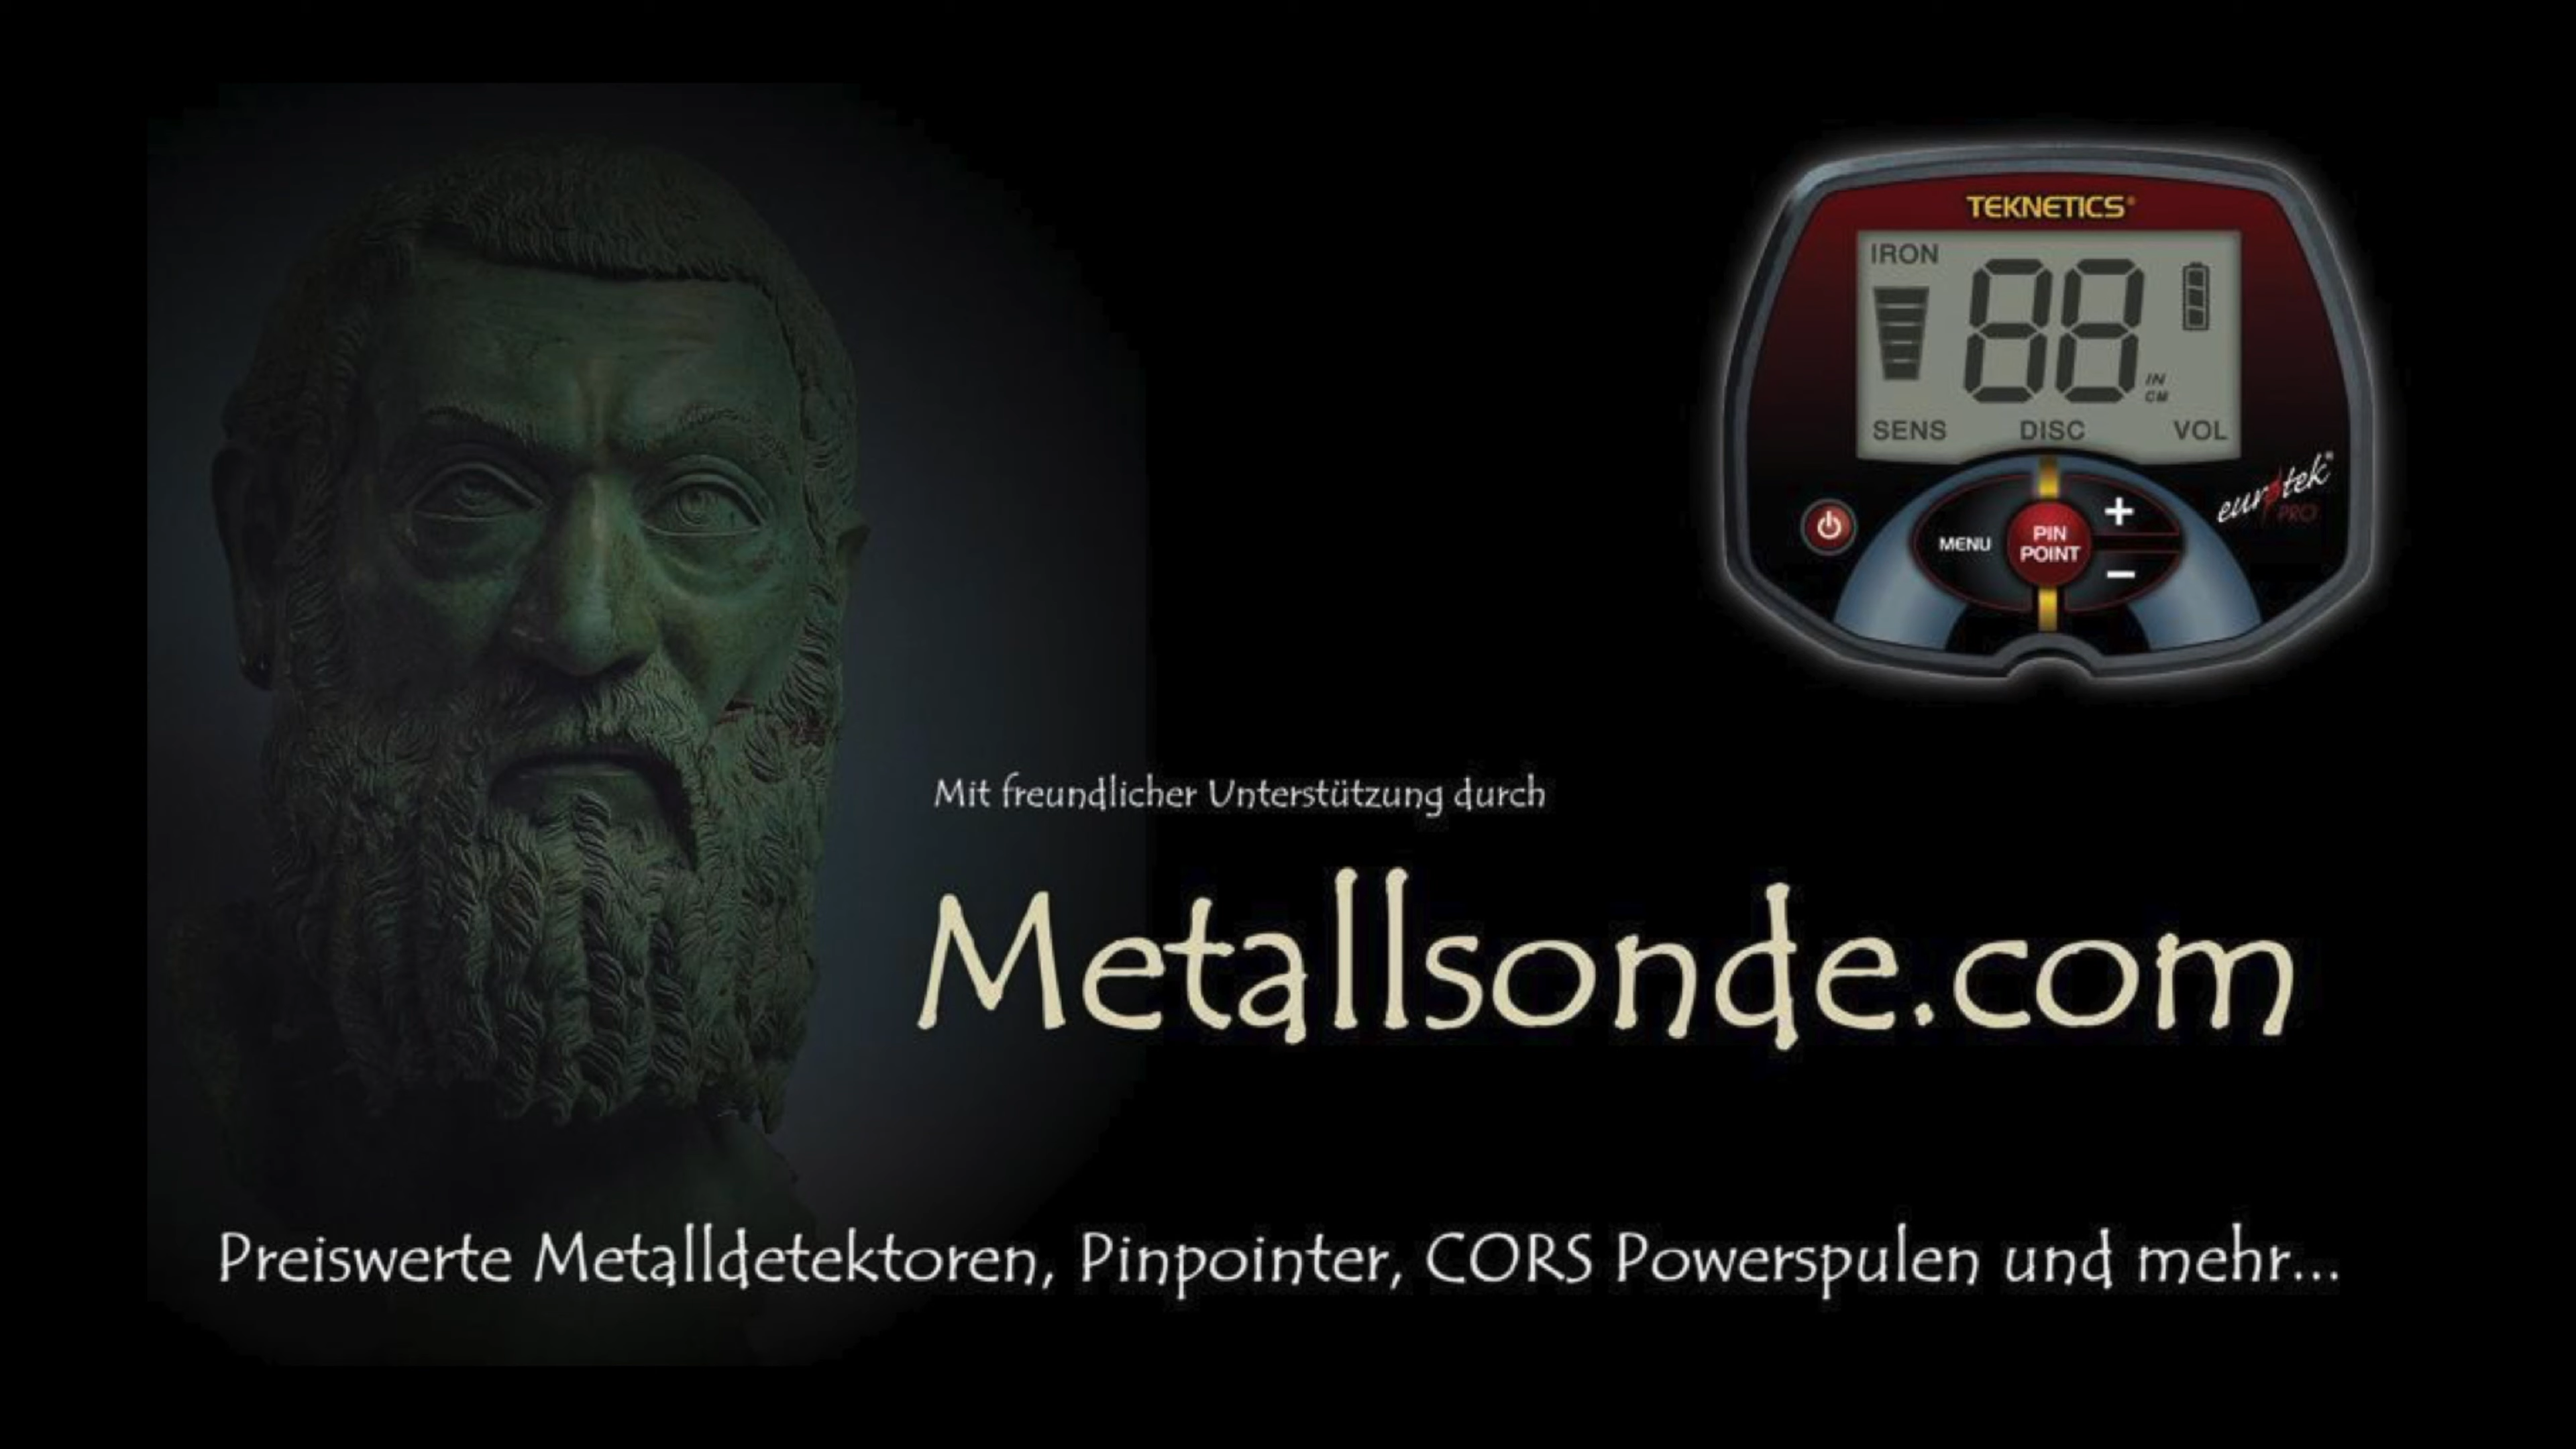 TEKNETICS®
IRON
88
IN
CM
SENS DISC VOL
eurotek™
PRO
MENU
PIN
POINT
+
−
Mit freundlicher Unterstützung durch
Metallsonde.com
Preiswerte Metalldetektoren, Pinpointer, CORS Powerspulen und mehr...